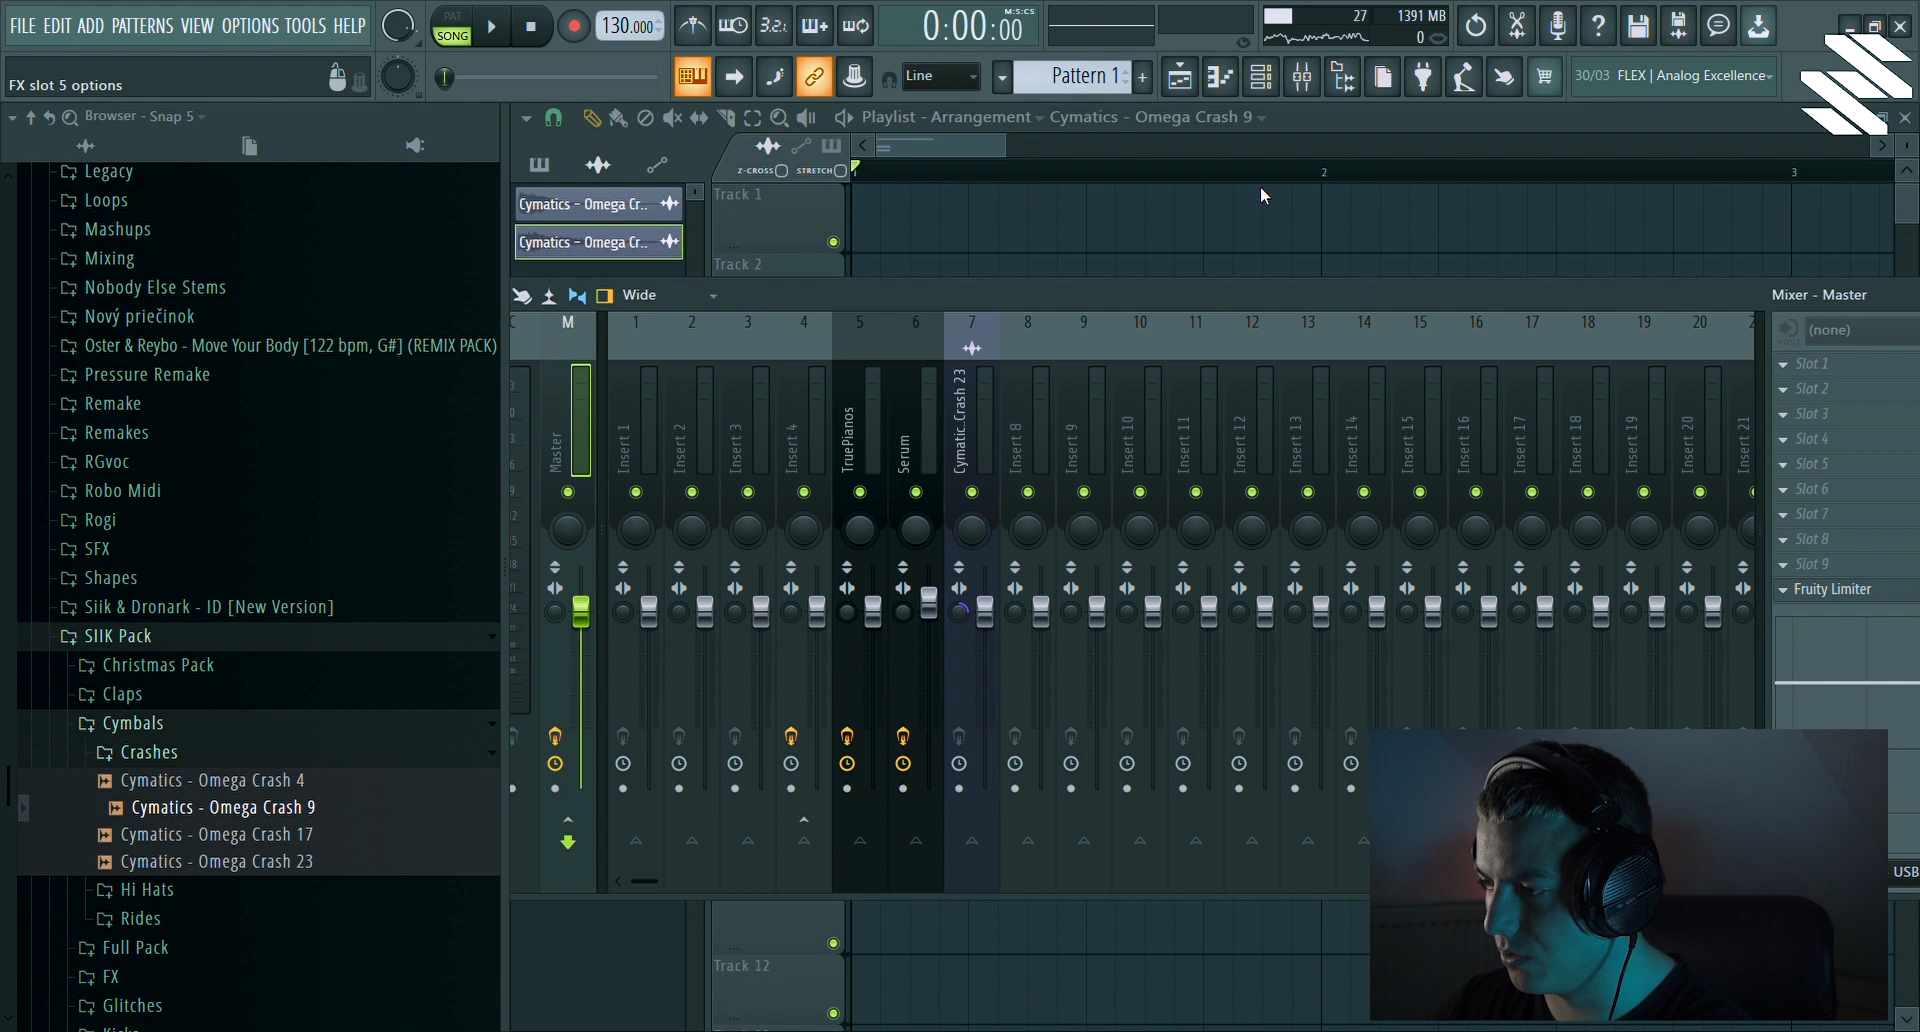 FILE EDIT ADD PATTERNS VIEW OPTIONS TOOLS HELP
PAT
SONG
130.000
3.2.
M:S:CS
0:00:00
27
1391 MB
0
FX slot 5 options
Line
Pattern 1
30/03 FLEX | Analog Excellence
Browser - Snap 5
Playlist - Arrangement
Cymatics - Omega Crash 9
Z-CROSS
STRETCH
1
2
3
Legacy
Loops
Mashups
Mixing
Nobody Else Stems
Nový priečinok
Oster & Reybo - Move Your Body [122 bpm, G#] (REMIX PACK)
Pressure Remake
Remake
Remakes
RGvoc
Robo Midi
Rogi
SFX
Shapes
Siik & Dronark - ID [New Version]
SIIK Pack
Christmas Pack
Claps
Cymbals
Crashes
Cymatics - Omega Crash 4
Cymatics - Omega Crash 9
Cymatics - Omega Crash 17
Cymatics - Omega Crash 23
Hi Hats
Rides
Full Pack
FX
Glitches
Cymatics - Omega Cr..
Cymatics - Omega Cr..
Track 1
Track 2
Wide
Mixer - Master
C M 1 2 3 4 5 6 7 8 9 10 11 12 13 14 15 16 17 18 19 20
Master
Insert 1
Insert 2
Insert 3
Insert 4
TruePianos
Serum
Cymatic..Crash 23
Insert 8
Insert 9
Insert 10
Insert 11
Insert 12
Insert 13
Insert 14
Insert 15
Insert 16
Insert 17
Insert 18
Insert 19
Insert 20
Insert 21
POST
(none)
Slot 1
Slot 2
Slot 3
Slot 4
Slot 5
Slot 6
Slot 7
Slot 8
Slot 9
Fruity Limiter
USB
Track 12